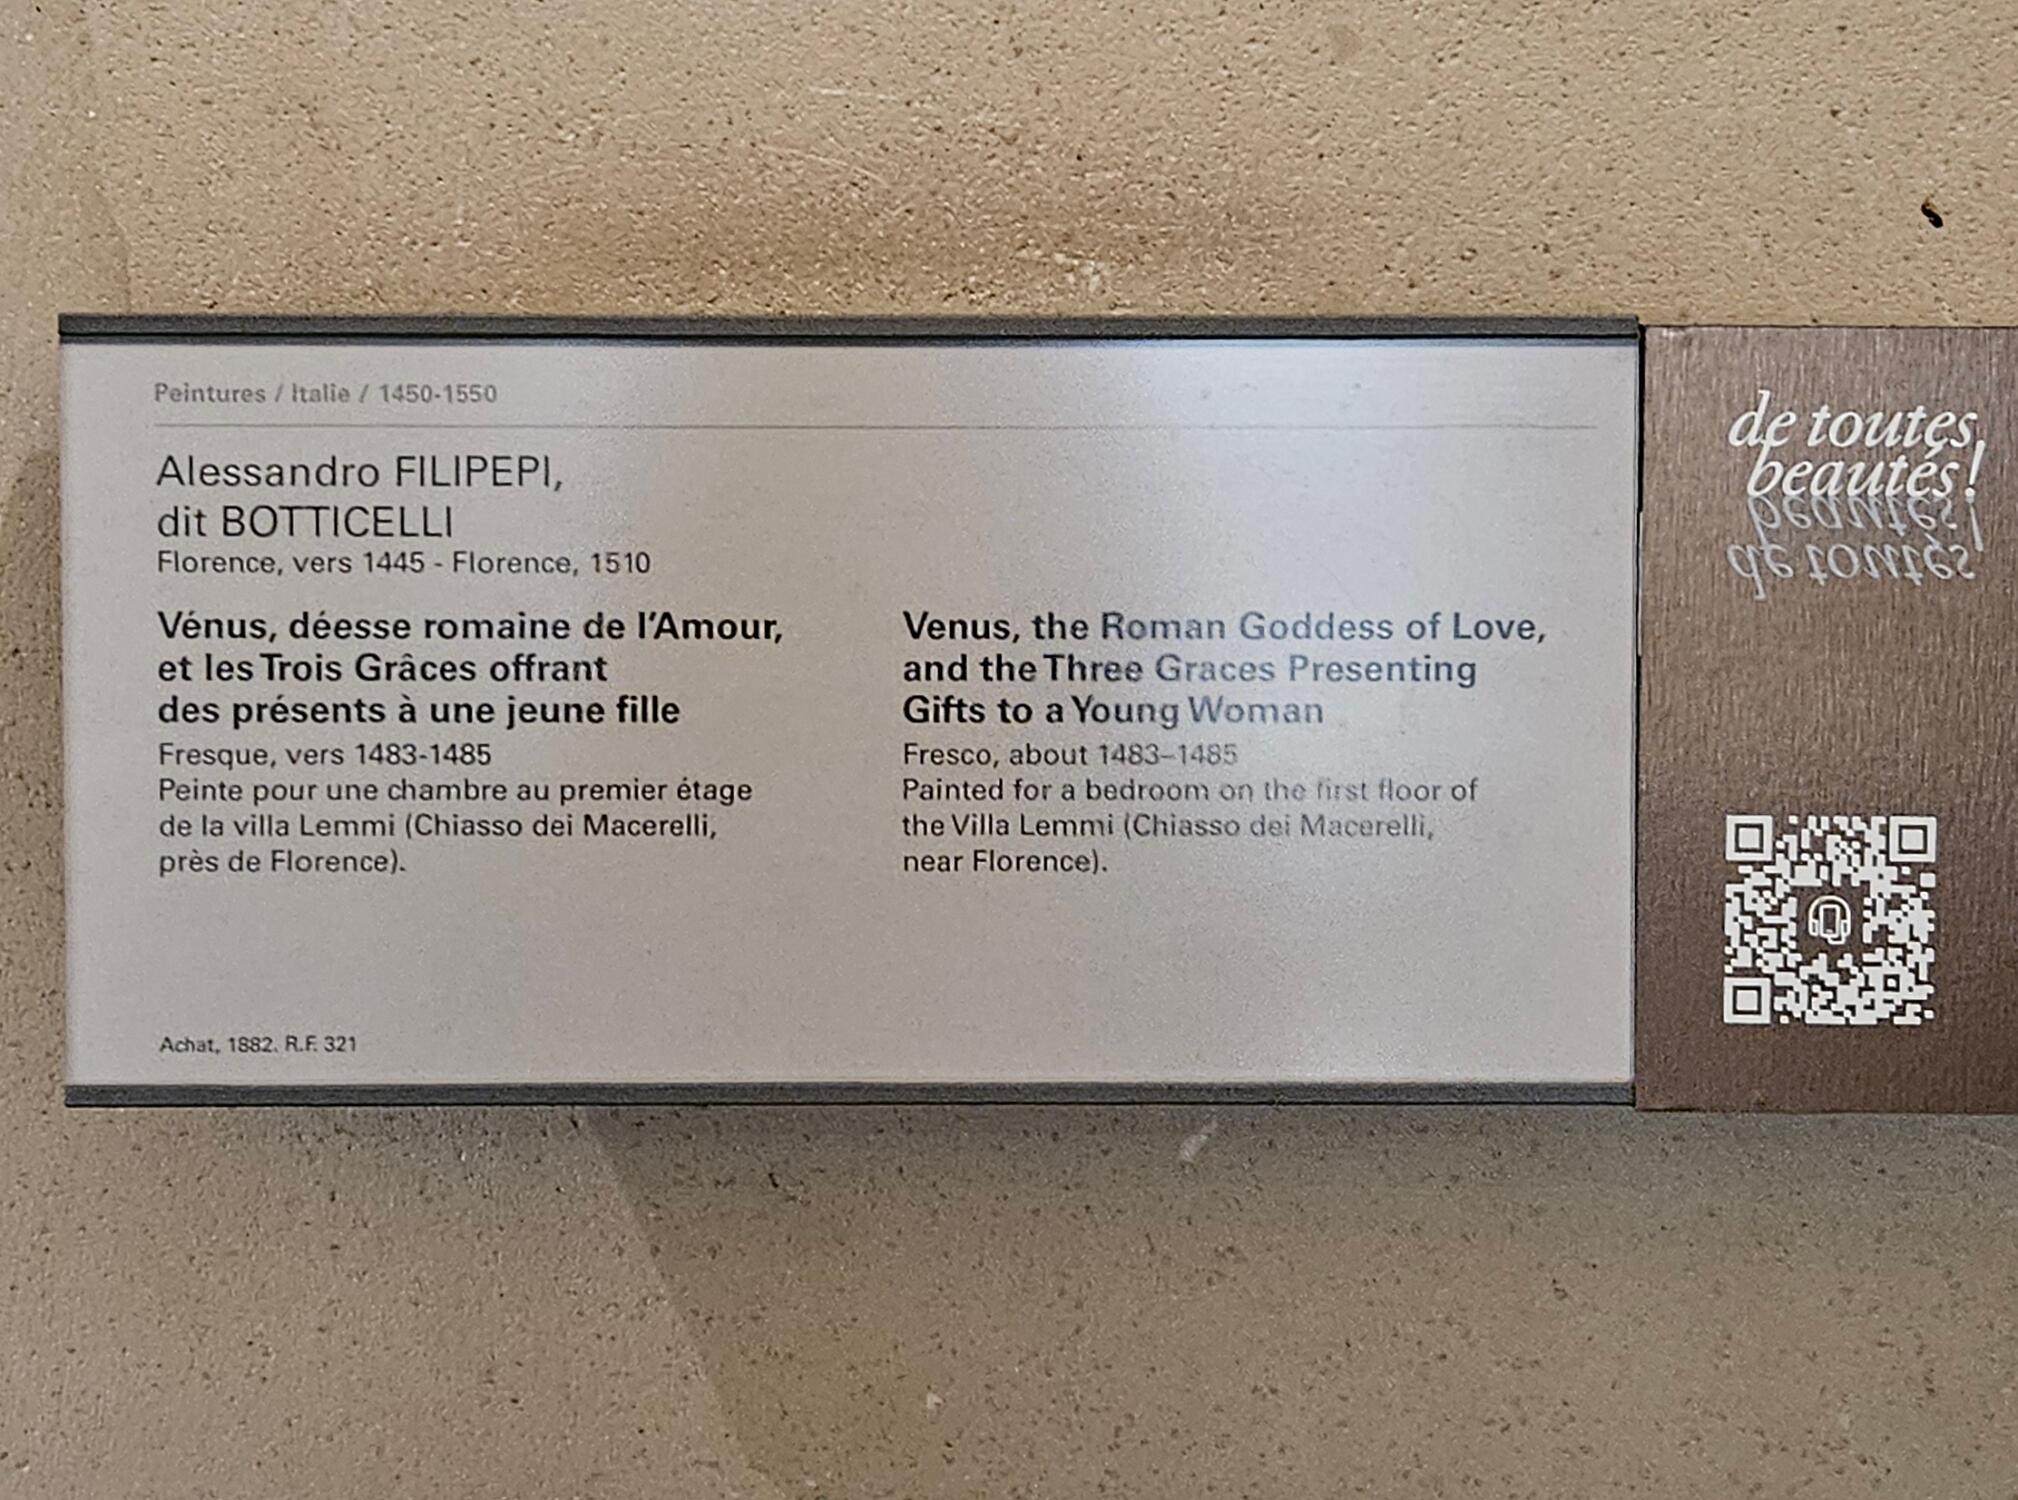 Peintures / Italie / 1450-1550
Alessandro FILIPEPI,
dit BOTTICELLI
Florence, vers 1445 - Florence, 1510
Vénus, déesse romaine de l'Amour,
et les Trois Grâces offrant
des présents à une jeune fille
Fresque, vers 1483-1485
Peinte pour une chambre au premier étage
de la villa Lemmi (Chiasso dei Macerelli,
près de Florence).
Venus, the Roman Goddess of Love,
and the Three Graces Presenting
Gifts to a Young Woman
Fresco, about 1483–1485
Painted for a bedroom on the first floor of
the Villa Lemmi (Chiasso dei Macerelli,
near Florence).
Achat, 1882. R.F. 321
de toutes
beautés!
beautés!
de toutes